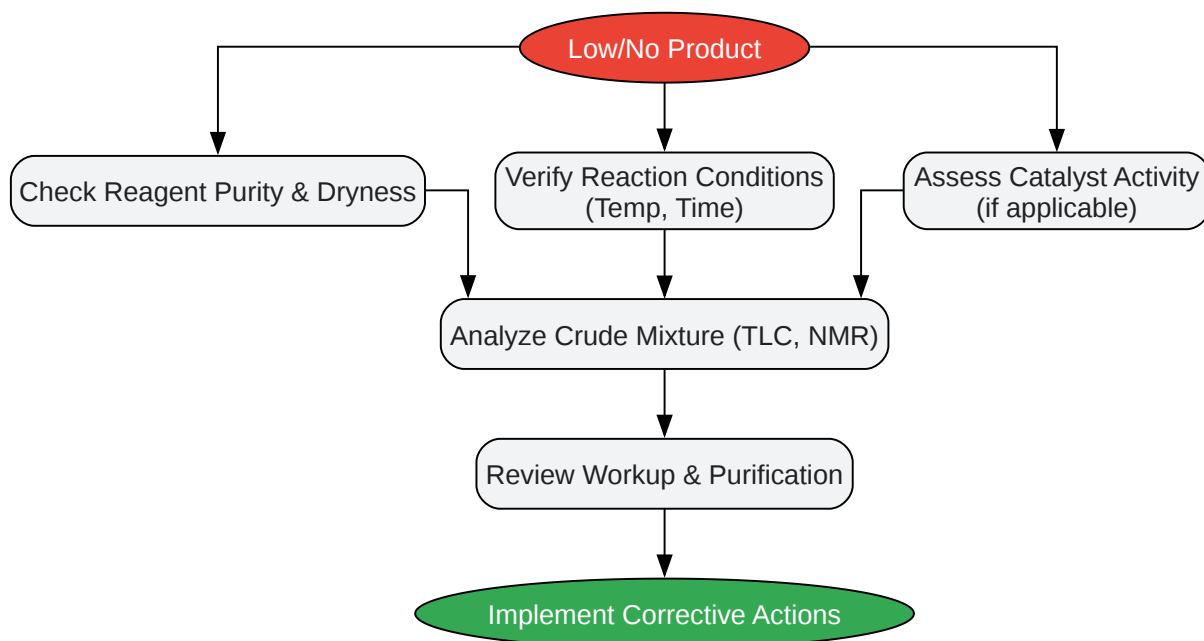 Low/No Product
Check Reagent Purity & Dryness
Verify Reaction Conditions
(Temp, Time)
Assess Catalyst Activity
(if applicable)
Analyze Crude Mixture (TLC, NMR)
Review Workup & Purification
Implement Corrective Actions